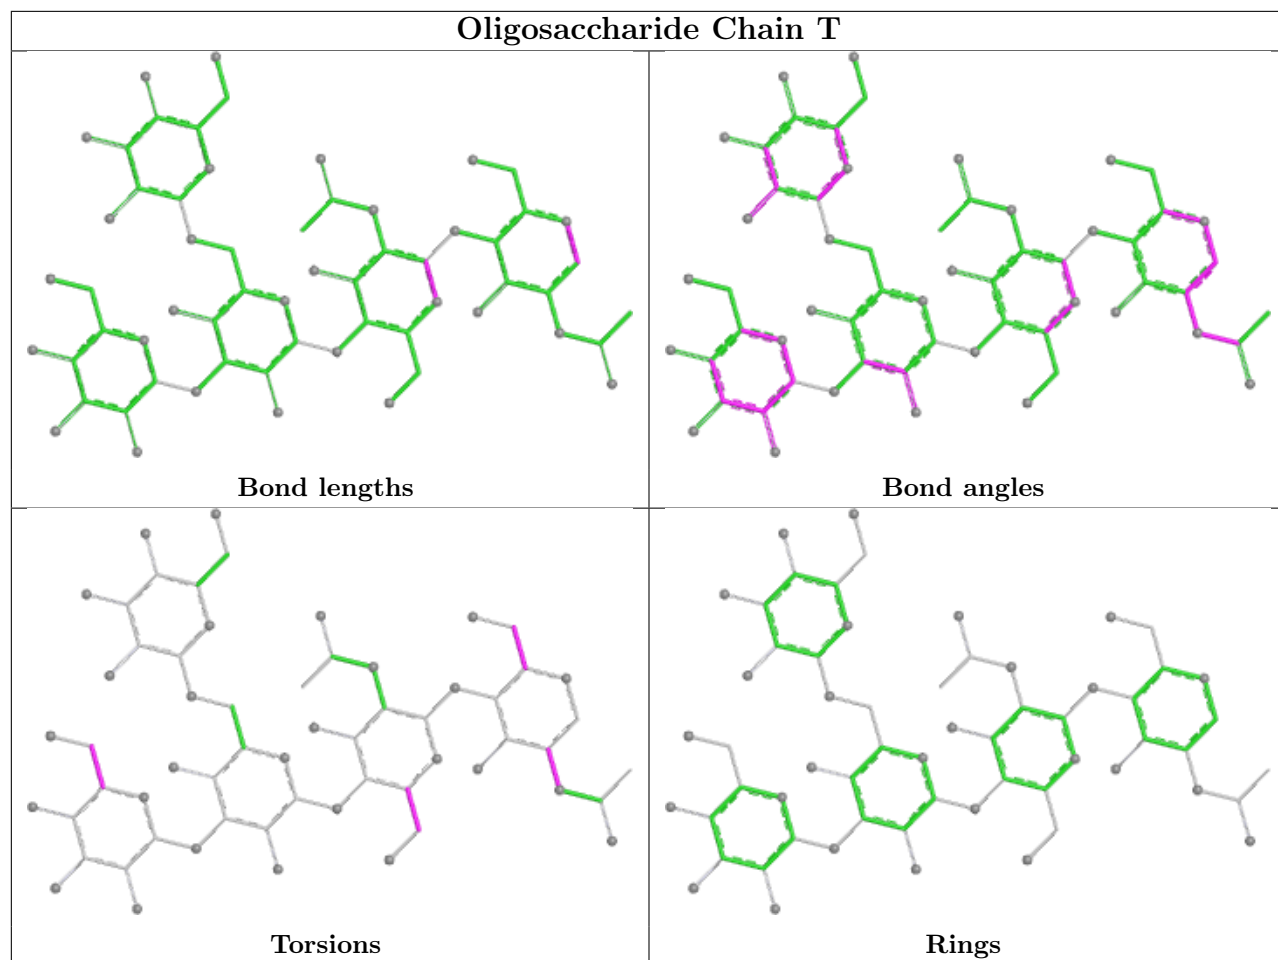 Oligosaccharide Chain T
Bond lengths
Bond angles
Torsions
Rings